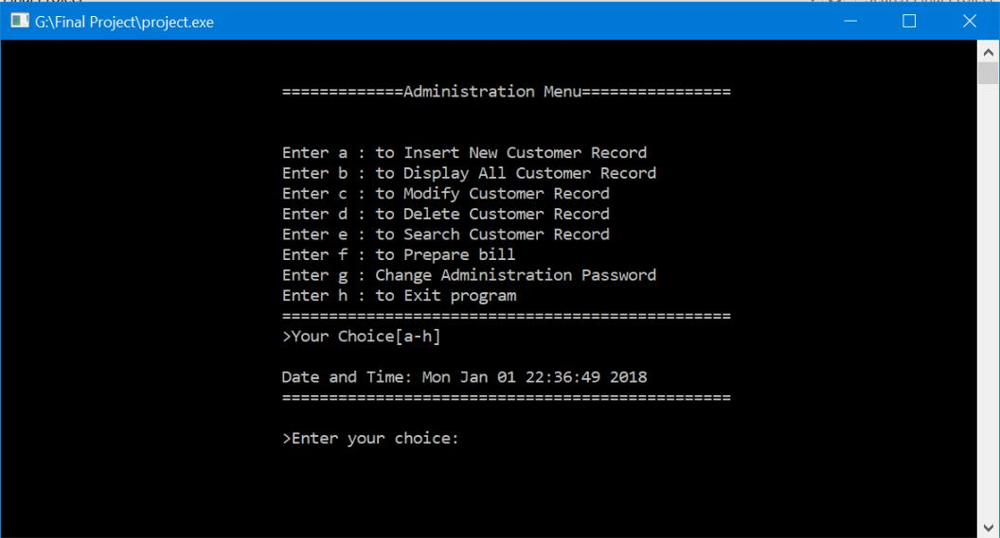 G:\Final Project\project.exe
=============Administration Menu================
Enter a : to Insert New Customer Record
Enter b : to Display All Customer Record
Enter c : to Modify Customer Record
Enter d : to Delete Customer Record
Enter e : to Search Customer Record
Enter f : to Prepare bill
Enter g : Change Administration Password
Enter h : to Exit program
================================================
>Your Choice[a-h]
Date and Time: Mon Jan 01 22:36:49 2018
================================================
>Enter your choice: